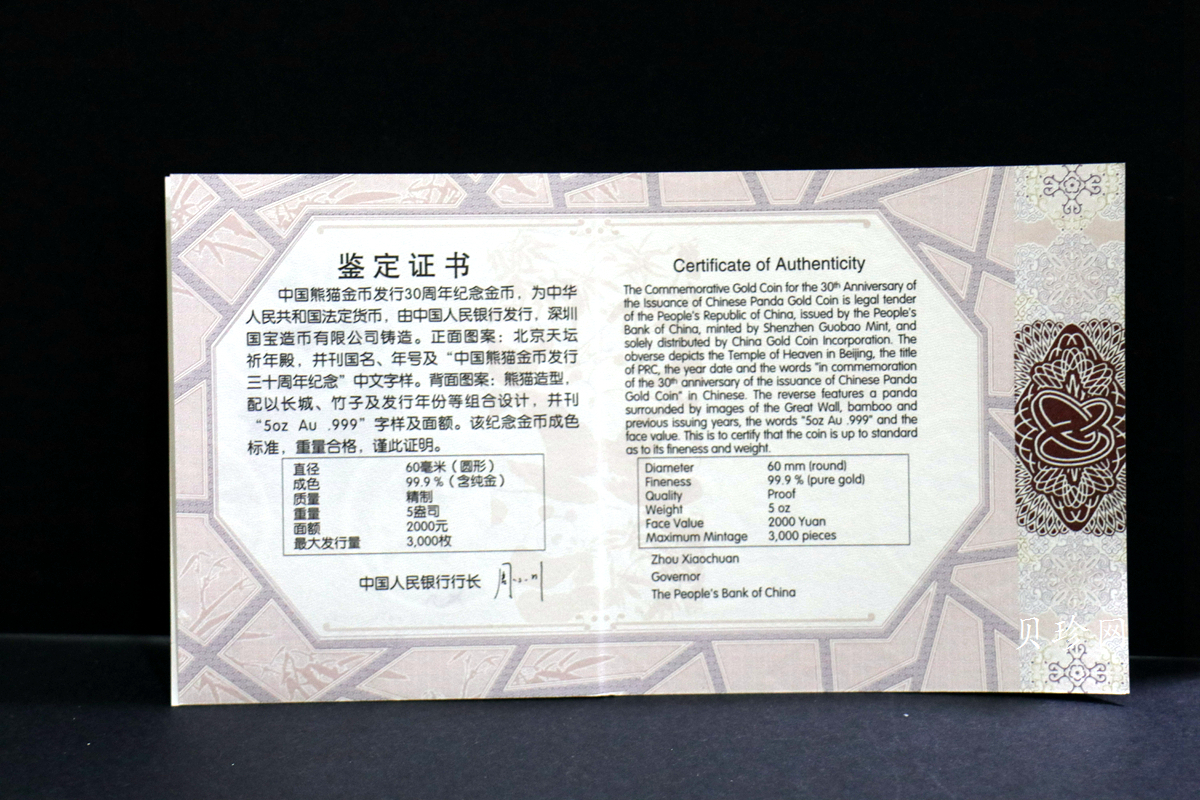 鉴定证书
中国熊猫金币发行30周年纪念金币，为中华
人民共和国法定货币，由中国人民银行发行，深圳
国宝造币有限公司铸造。正面图案：北京天坛
祈年殿，并刊国名、年号及“中国熊猫金币发行
三十周年纪念”中文字样。背面图案：熊猫造型，
配以长城、竹子及发行年份等组合设计，并刊
“5oz Au .999”字样及面额。该纪念金币成色
标准，重量合格，谨此证明。
直径 60毫米（圆形）
成色 99.9 %（含纯金）
质量 精制
重量 5盎司
面额 2000元
最大发行量 3,000枚
中国人民银行行长
Certificate of Authenticity
The Commemorative Gold Coin for the 30th Anniversary of
the Issuance of Chinese Panda Gold Coin is legal tender
of the People's Republic of China, issued by the People's
Bank of China, minted by Shenzhen Guobao Mint, and
solely distributed by China Gold Coin Incorporation. The
obverse depicts the Temple of Heaven in Beijing, the title
of PRC, the year date and the words "in commemoration
of the 30th anniversary of the issuance of Chinese Panda
Gold Coin" in Chinese. The reverse features a panda
surrounded by images of the Great Wall, bamboo and
previous issuing years, the words "5oz Au .999" and the
face value. This is to certify that the coin is up to standard
as to its fineness and weight.
Diameter 60 mm (round)
Fineness 99.9 % (pure gold)
Quality Proof
Weight 5 oz
Face Value 2000 Yuan
Maximum Mintage 3,000 pieces
Zhou Xiaochuan
Governor
The People's Bank of China
贝珍网